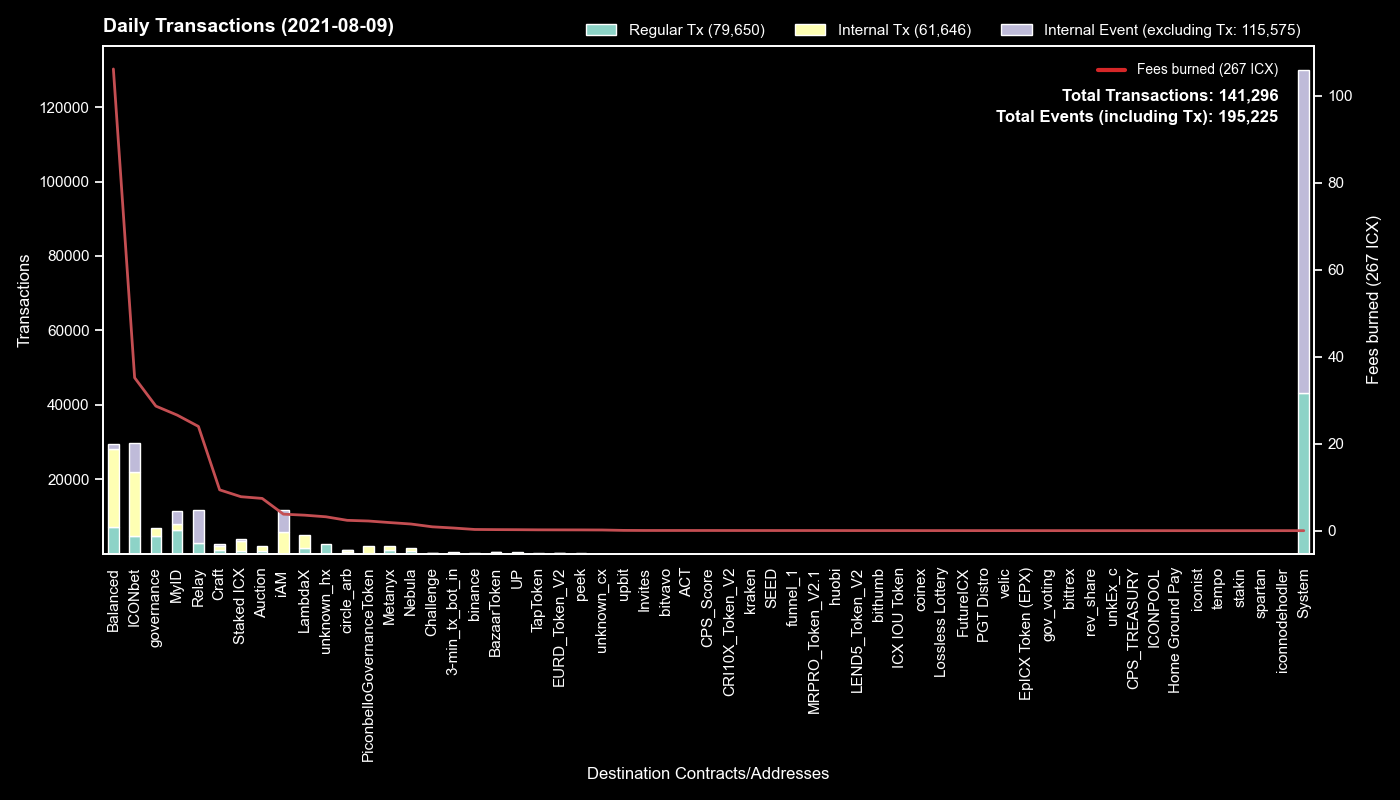 Daily Transactions (2021-08-09)
Regular Tx (79,650)
Internal Tx (61,646)
Internal Event (excluding Tx: 115,575)
Fees burned (267 ICX)
Total Transactions: 141,296
Total Events (including Tx): 195,225
Transactions
120000
100000
80000
60000
40000
20000
100
80
60
40
20
0
Fees burned (267 ICX)
Balanced
ICONbet
governance
MyID
Relay
Craft
Staked ICX
Auction
iAM
LambdaX
unknown_hx
circle_arb
PiconbelloGovernanceToken
Metanyx
Nebula
Challenge
3-min_tx_bot_in
binance
BazaarToken
UP
TapToken
EURD_Token_V2
peek
unknown_cx
upbit
Invites
bitvavo
ACT
CPS_Score
CRI10X_Token_V2
kraken
SEED
funnel_1
MRPRO_Token_V2.1
huobi
LEND5_Token_V2
bithumb
ICX IOU Token
coinex
Lossless Lottery
FutureICX
PGT Distro
velic
EpICX Token (EPX)
gov_voting
bittrex
rev_share
unkEx_c
CPS_TREASURY
ICONPOOL
Home Ground Pay
iconist
tempo
stakin
spartan
iconnodehodler
System
Destination Contracts/Addresses